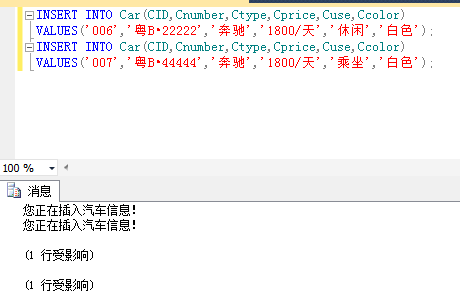 INSERT INTO Car(CID,Cnumber,Ctype,Cprice,Cuse,Ccolor)
VALUES('006','粤B•22222','奔驰','1800/天','休闲','白色');
INSERT INTO Car(CID,Cnumber,Ctype,Cprice,Cuse,Ccolor)
VALUES('007','粤B•44444','奔驰','1800/天','乘坐','白色');
100 %
消息
您正在插入汽车信息!
您正在插入汽车信息!
(1 行受影响)
(1 行受影响)